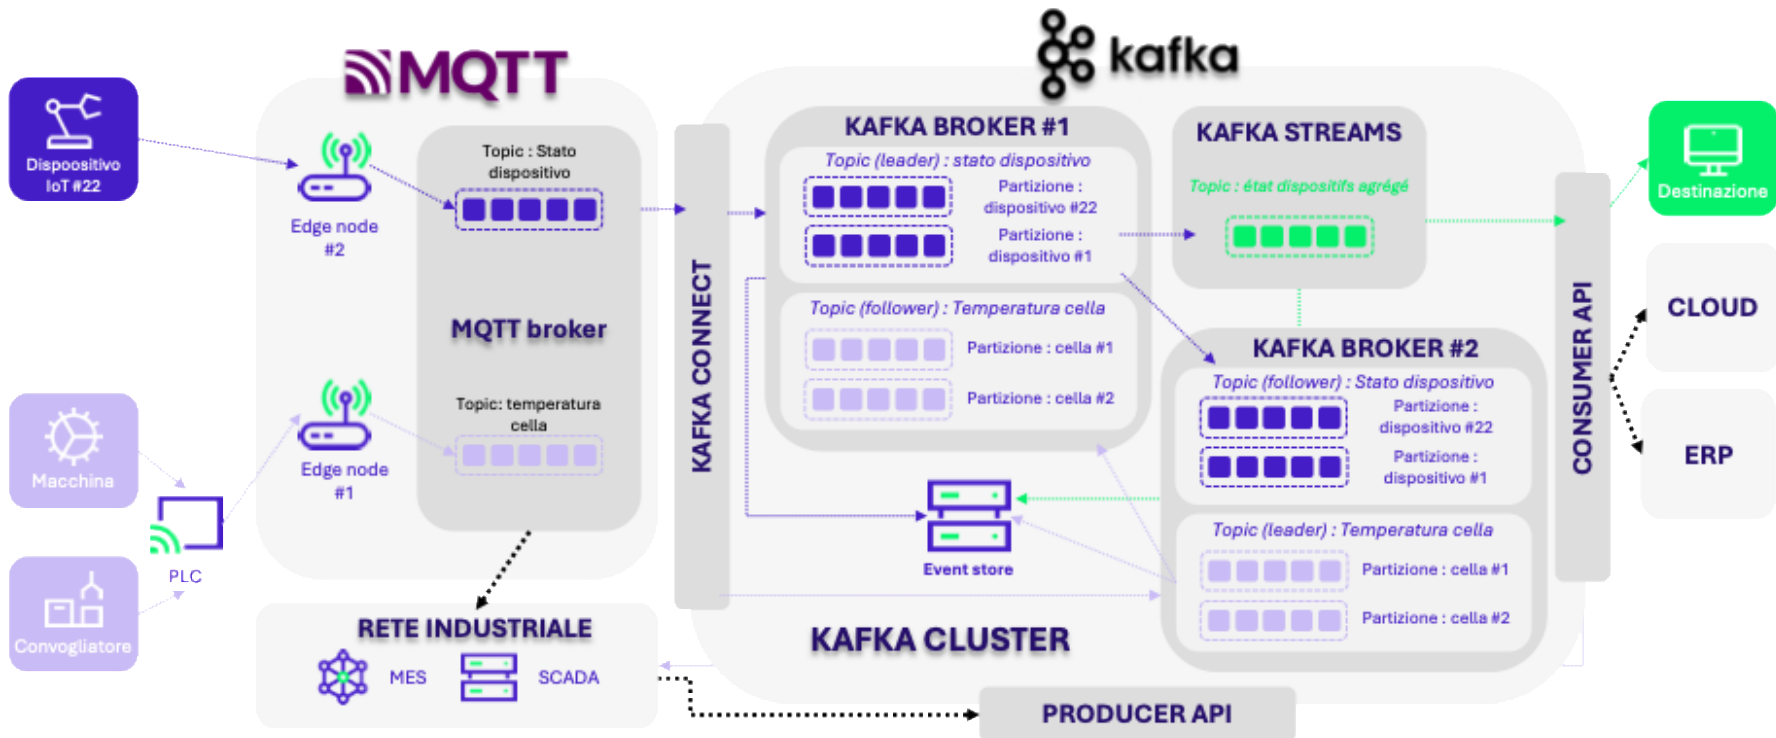 MQTT
kafka
Dispoositivo
IoT #22
Edge node
#2
Topic : Stato
dispositivo
MQTT broker
Topic: temperatura
cella
Edge node
#1
Macchina
PLC
Convogliatore
RETE INDUSTRIALE
MES
SCADA
KAFKA CONNECT
KAFKA BROKER #1
Topic (leader) : stato dispositivo
Partizione :
dispositivo #22
Partizione :
dispositivo #1
Topic (follower) : Temperatura cella
Partizione : cella #1
Partizione : cella #2
KAFKA STREAMS
Topic : état dispositifs agrégé
KAFKA BROKER #2
Topic (follower) : Stato dispositivo
Partizione :
dispositivo #22
Partizione :
dispositivo #1
Topic (leader) : Temperatura cella
Partizione : cella #1
Partizione : cella #2
Event store
KAFKA CLUSTER
PRODUCER API
CONSUMER API
Destinazione
CLOUD
ERP